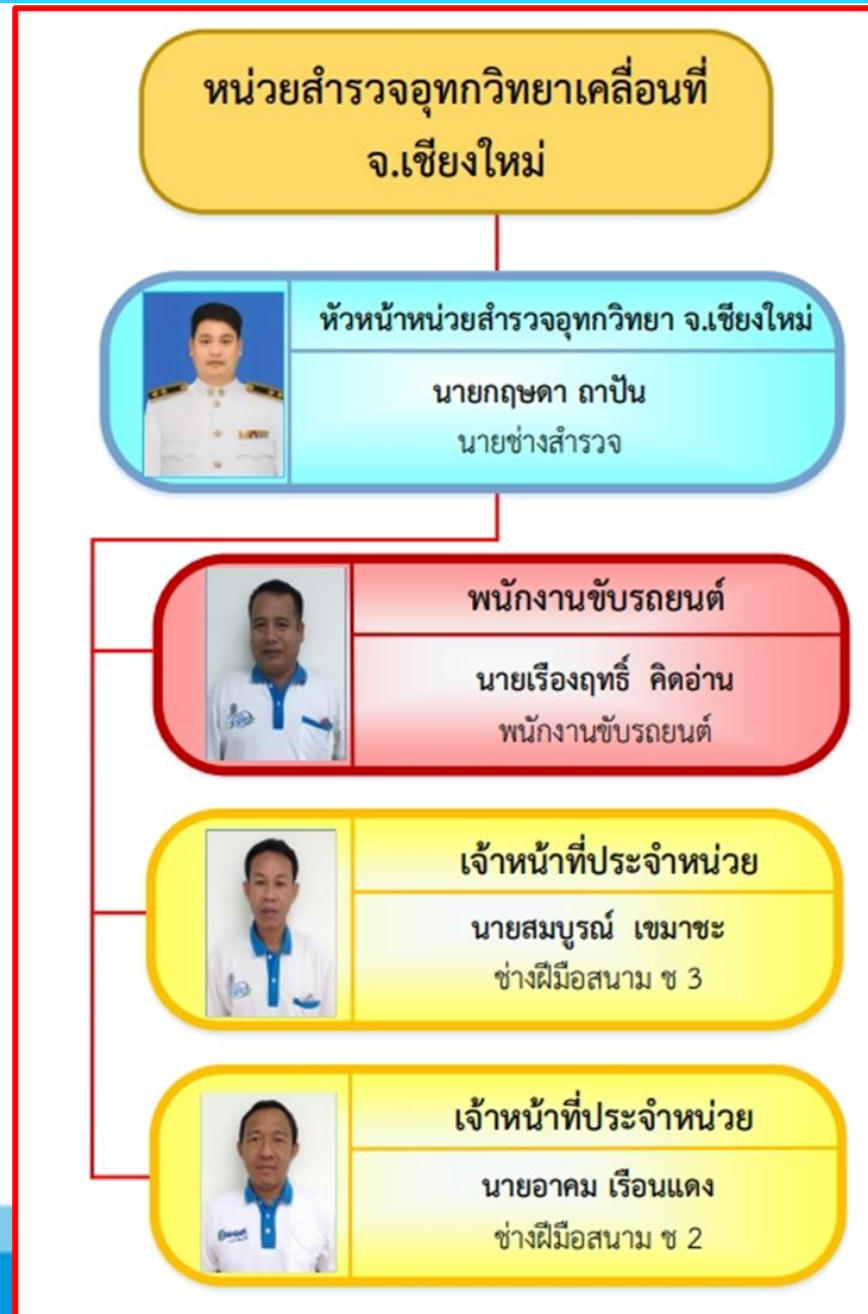 หน่วยสำรวจอุทกวิทยาเคลื่อนที่
จ.เชียงใหม่
หัวหน้าหน่วยสำรวจอุทกวิทยา จ.เชียงใหม่
นายกฤษดา ถาปัน
นายช่างสำรวจ
พนักงานขับรถยนต์
นายเรืองฤทธิ์ คิดอ่าน
พนักงานขับรถยนต์
เจ้าหน้าที่ประจำหน่วย
นายสมบูรณ์ เขมาชะ
ช่างฝีมือสนาม ช 3
เจ้าหน้าที่ประจำหน่วย
นายอาคม เรือนแดง
ช่างฝีมือสนาม ช 2